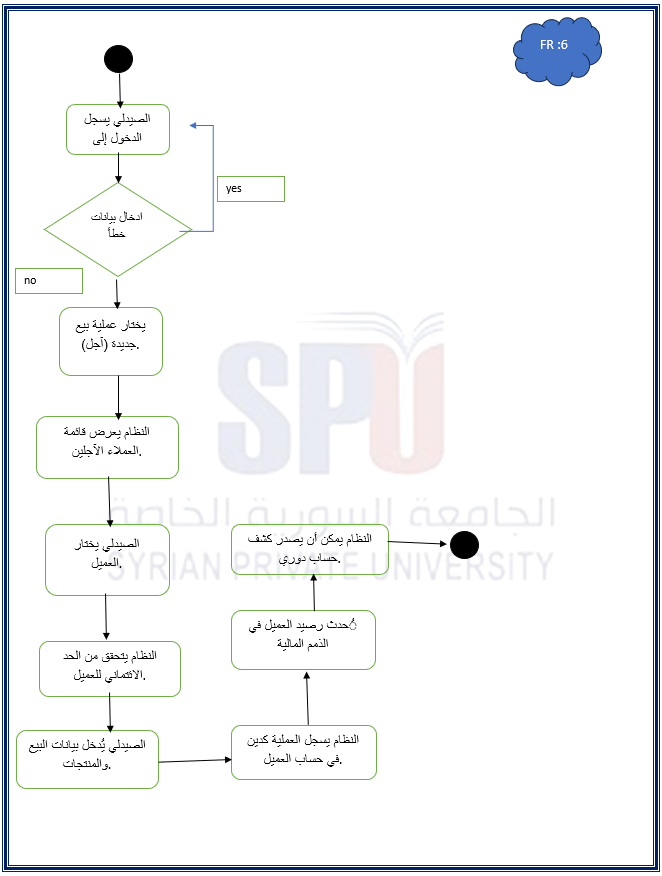 FR :6
الصيدلي يسجل
الدخول إلى
yes
ادخال بيانات
خطأ
no
يختار عملية بيع
جديدة (آجل).
النظام يعرض قائمة
العملاء الآجلين.
الصيدلي يختار
العميل.
النظام يتحقق من الحد
الائتماني للعميل.
الصيدلي يُدخل بيانات البيع
والمنتجات.
النظام يسجل العملية كدين
في حساب العميل.
ُحدث رصيد العميل في
الذمم المالية
النظام يمكن أن يصدر كشف
حساب دوري.
SPU
الجامعة السورية الخاصة
SYRIAN PRIVATE UNIVERSITY